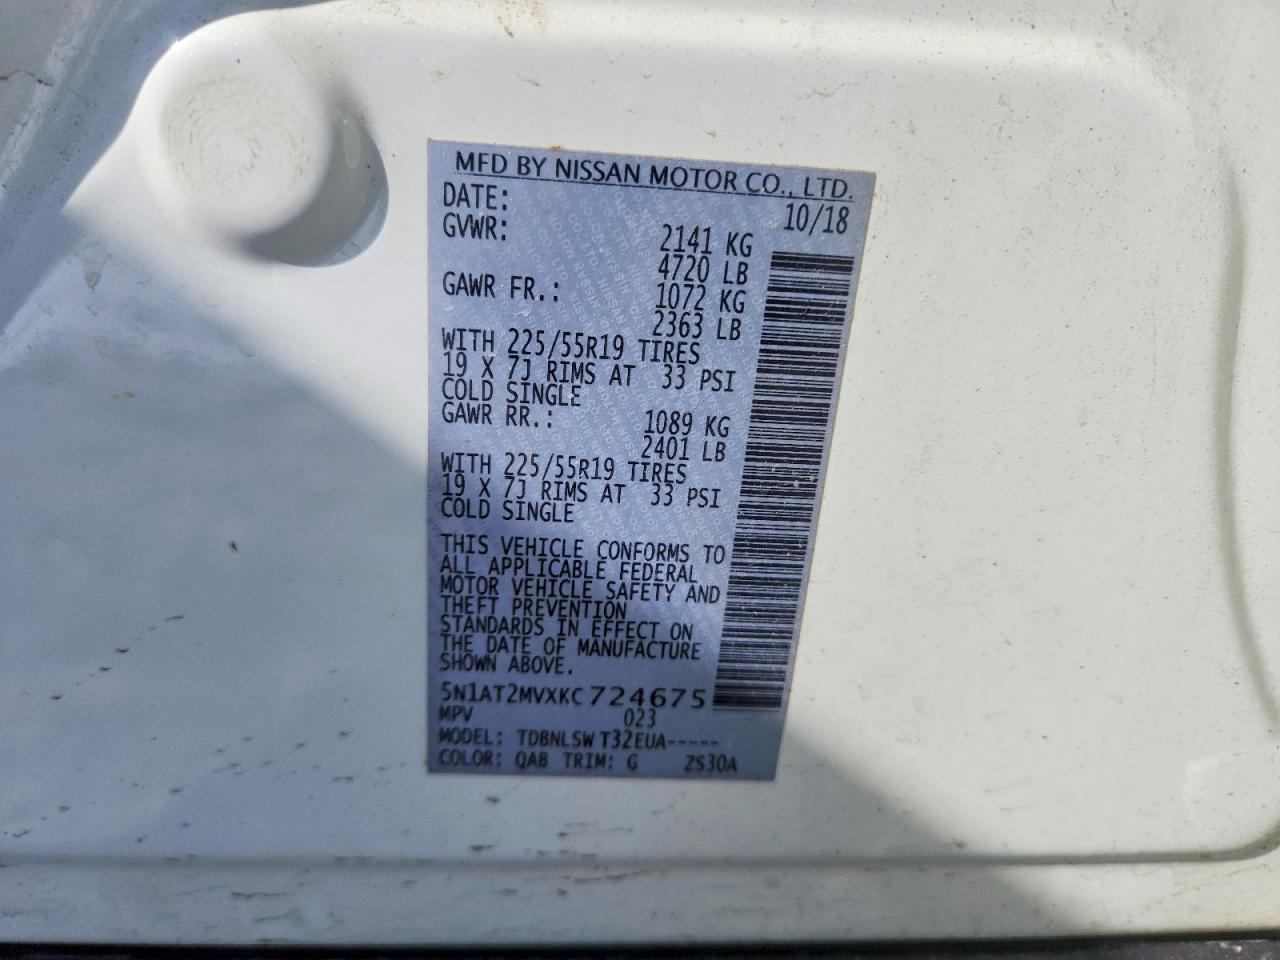 MFD BY NISSAN MOTOR CO., LTD.
DATE: 10/18
GVWR: 2141 KG
4720 LB
GAWR FR.: 1072 KG
2363 LB
WITH 225/55R19 TIRES
19 X 7J RIMS AT 33 PSI
COLD SINGLE
GAWR RR.: 1089 KG
2401 LB
WITH 225/55R19 TIRES
19 X 7J RIMS AT 33 PSI
COLD SINGLE
THIS VEHICLE CONFORMS TO
ALL APPLICABLE FEDERAL
MOTOR VEHICLE SAFETY AND
THEFT PREVENTION
STANDARDS IN EFFECT ON
THE DATE OF MANUFACTURE
SHOWN ABOVE.
5N1AT2MVXKC724675
MPV 023
MODEL: TDBNLSW T32EUA-----
COLOR: QAB TRIM: G ZS30A